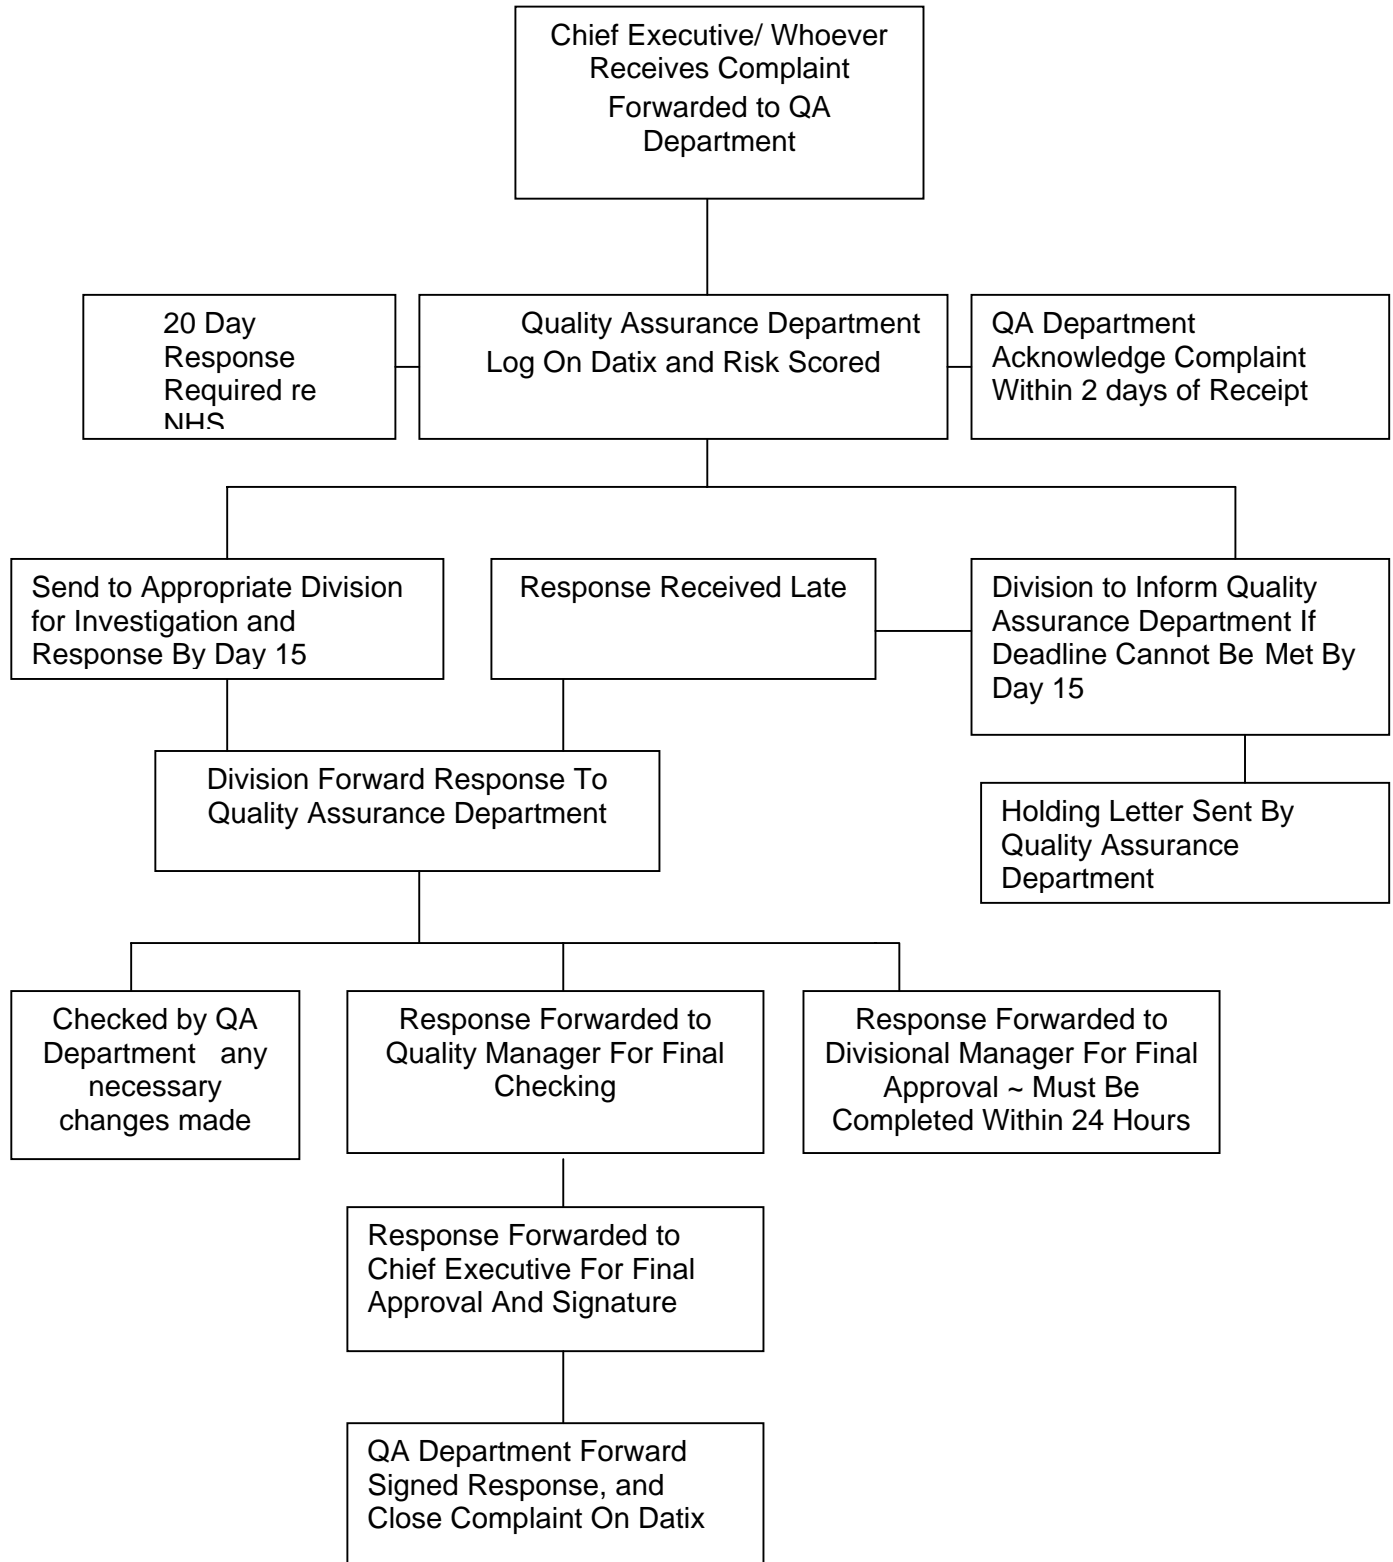 Chief Executive/ Whoever
Receives Complaint
Forwarded to QA
Department
20 Day
Response
Required re
NHS
Quality Assurance Department
Log On Datix and Risk Scored
QA Department
Acknowledge Complaint
Within 2 days of Receipt
Send to Appropriate Division
for Investigation and
Response By Day 15
Response Received Late
Division to Inform Quality
Assurance Department If
Deadline Cannot Be Met By
Day 15
Division Forward Response To
Quality Assurance Department
Holding Letter Sent By
Quality Assurance
Department
Checked by QA
Department any
necessary
changes made
Response Forwarded to
Quality Manager For Final
Checking
Response Forwarded to
Divisional Manager For Final
Approval ~ Must Be
Completed Within 24 Hours
Response Forwarded to
Chief Executive For Final
Approval And Signature
QA Department Forward
Signed Response, and
Close Complaint On Datix